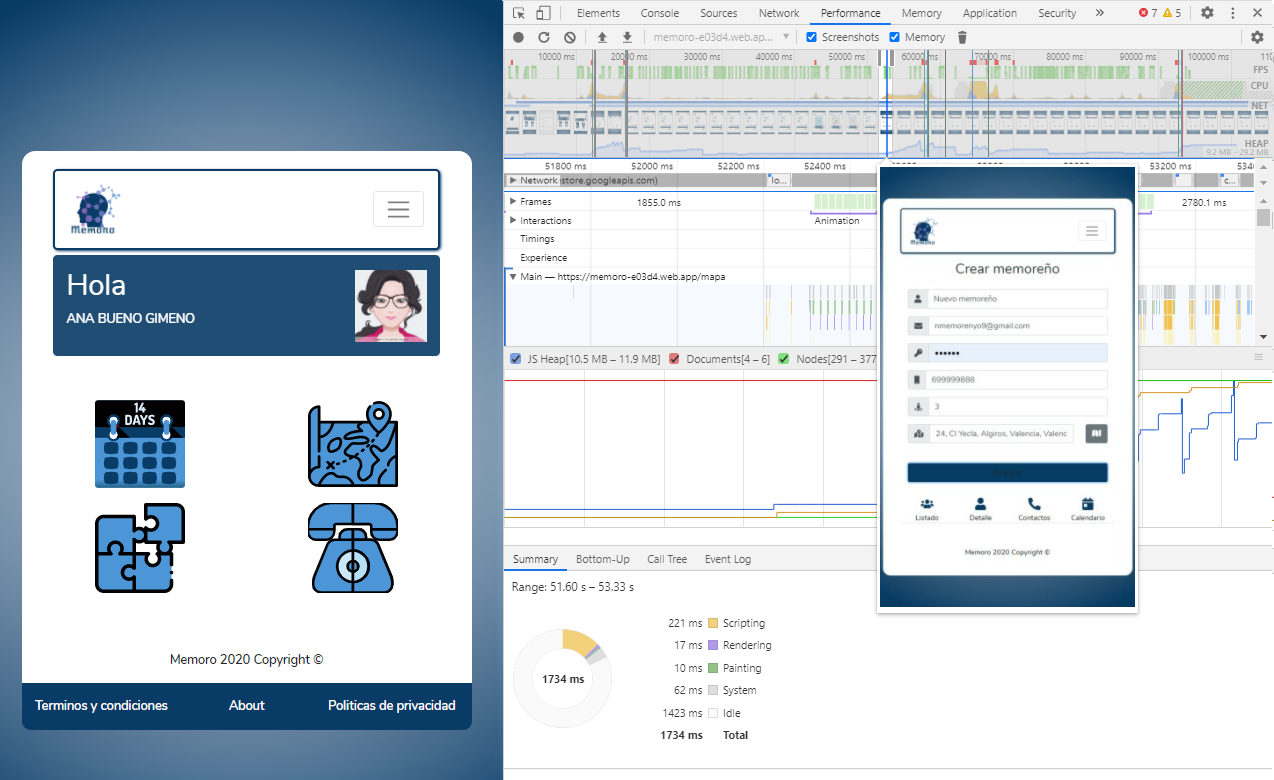 Memoro
Hola
ANA BUENO GIMENO
14
DAYS
Memoro 2020 Copyright ©
Terminos y condiciones About Politicas de privacidad
Elements Console Sources Network Performance Memory Application Security » 7 5
memoro-e03d4.web.ap... Screenshots Memory
10000 ms 20000 ms 30000 ms 40000 ms 50000 ms 60000 ms 70000 ms 80000 ms 90000 ms 100000 ms 110
FPS
CPU
NET
HEAP
9.2 MB – 29.2 MB
51800 ms 52000 ms 52200 ms 52400 ms 53200 ms 534
Network store.googleapis.com) lo... c...
Frames 1855.0 ms 2780.1 ms
Interactions Animation
Timings
Experience
Main — https://memoro-e03d4.web.app/mapa
JS Heap[10.5 MB – 11.9 MB] Documents[4 – 6] Nodes[291 – 377
Summary Bottom-Up Call Tree Event Log
Range: 51.60 s – 53.33 s
1734 ms
221 ms Scripting
17 ms Rendering
10 ms Painting
62 ms System
1423 ms Idle
1734 ms Total
Memoro
Crear memoreño
Nuevo memoreño
nmemorenyo9@gmail.com
••••••
699999888
3
24, Cl Yecla, Algiros, Valencia, Valenc
Listado Detalle Contactos Calendario
Memoro 2020 Copyright ©